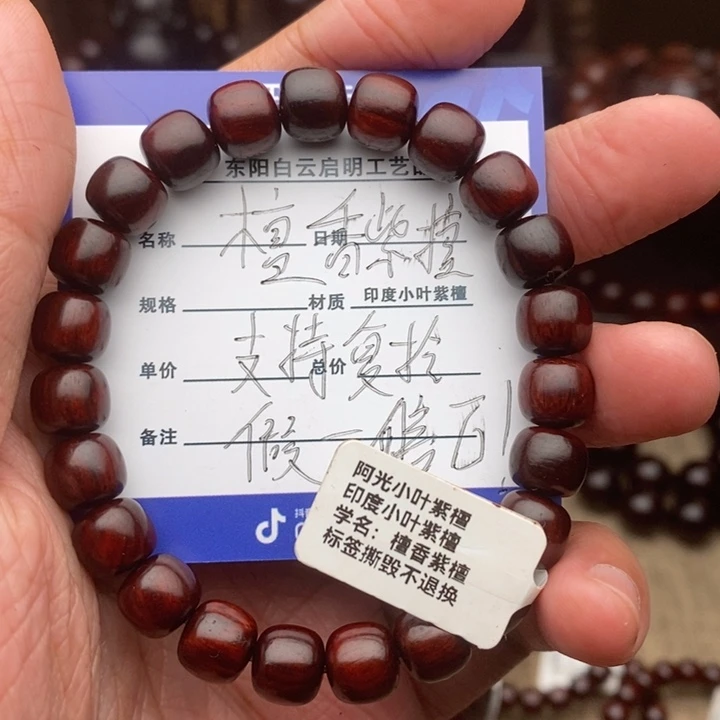 东阳白云启明工艺品
名称 檀香紫檀 日期
规格 材质 印度小叶紫檀
支持复检
单价 总价
假一赔百!
备注
阿光小叶紫檀
印度小叶紫檀
学名：檀香紫檀
标签撕毁不退换